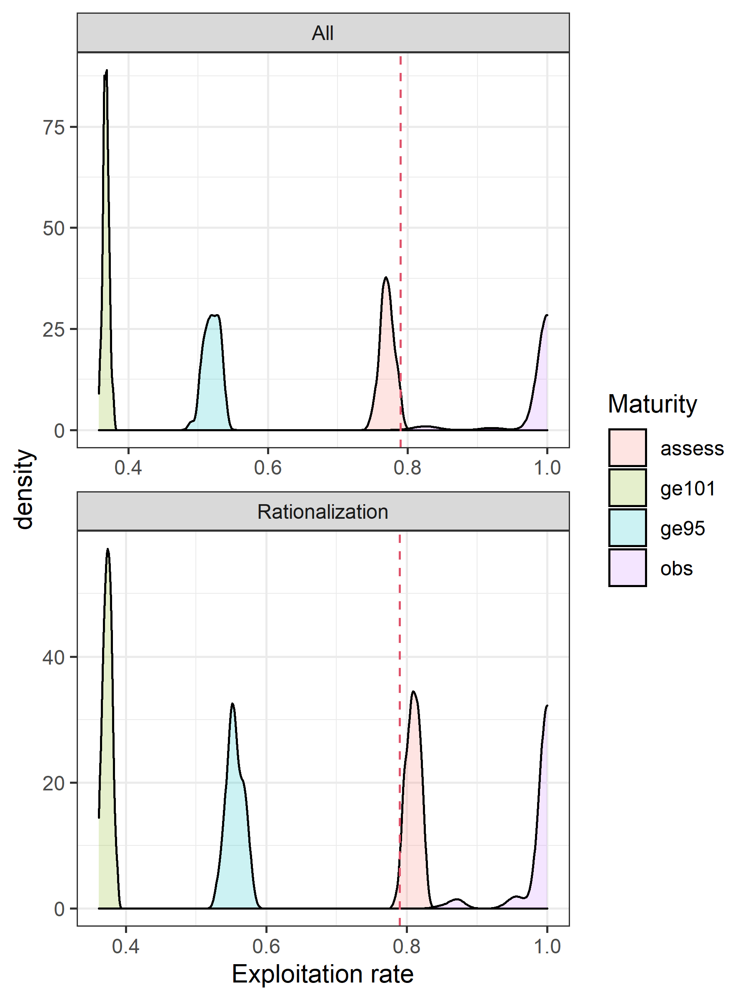 All
75
50
25
0
0.4 0.6 0.8 1.0
density
Rationalization
40
20
0
0.4 0.6 0.8 1.0
Exploitation rate
Maturity
assess
ge101
ge95
obs